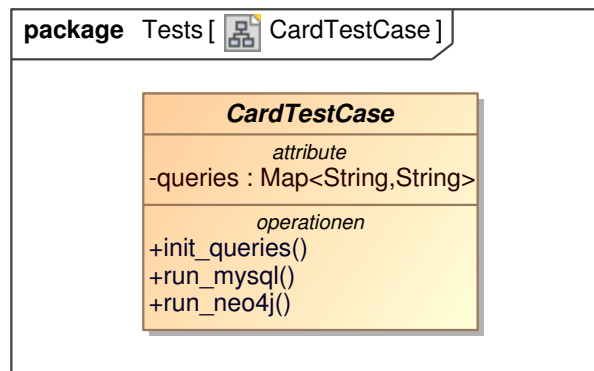 package Tests [ CardTestCase ]
CardTestCase
attribute
-queries : Map<String,String>
operationen
+init_queries()
+run_mysql()
+run_neo4j()